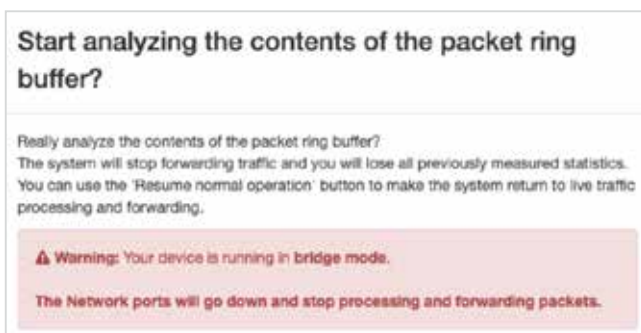 Start analyzing the contents of the packet ring
buffer?
Really analyze the contents of the packet ring buffer?
The system will stop forwarding traffic and you will lose all previously measured statistics.
You can use the 'Resume normal operation' button to make the system return to live traffic
processing and forwarding.
⚠ Warning: Your device is running in bridge mode.
The Network ports will go down and stop processing and forwarding packets.